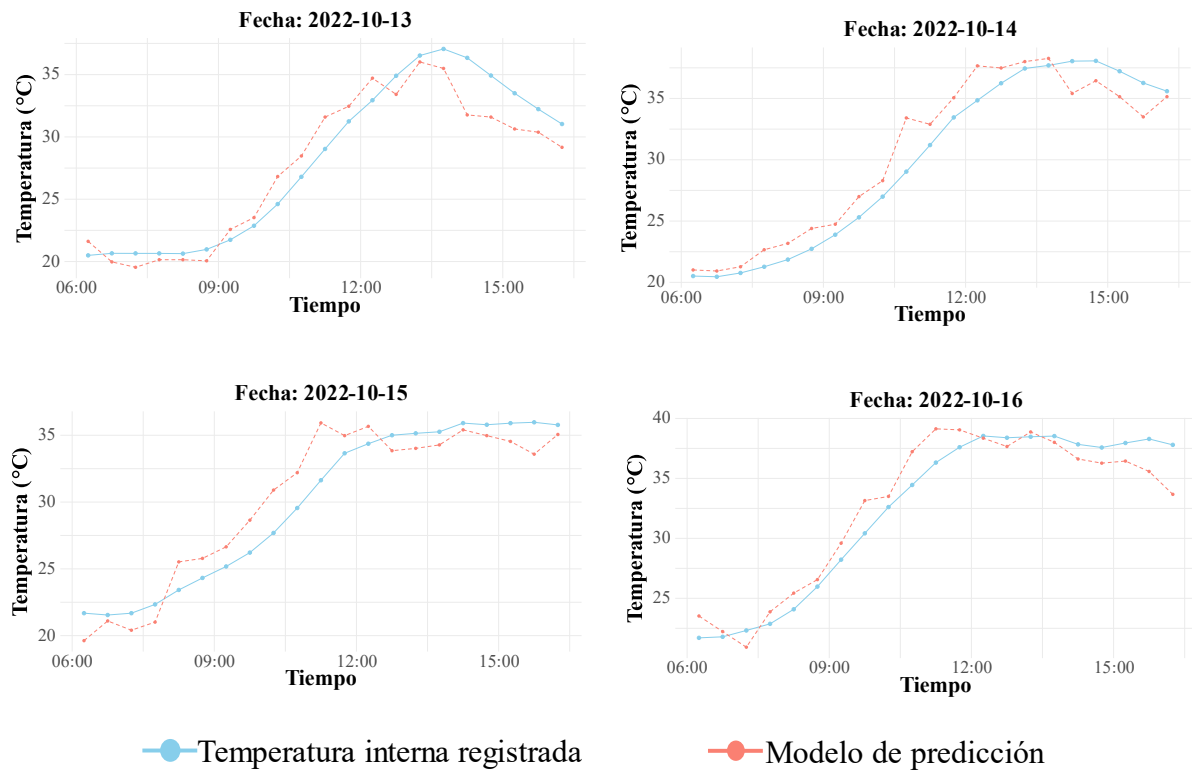 Fecha: 2022-10-13
Temperatura (°C)
35
30
25
20
06:00
09:00
12:00
15:00
Tiempo
Fecha: 2022-10-14
Temperatura (°C)
35
30
25
20
06:00
09:00
12:00
15:00
Tiempo
Fecha: 2022-10-15
Temperatura (°C)
35
30
25
20
06:00
09:00
12:00
15:00
Tiempo
Fecha: 2022-10-16
Temperatura (°C)
40
35
30
25
06:00
09:00
12:00
15:00
Tiempo
Temperatura interna registrada
Modelo de predicción